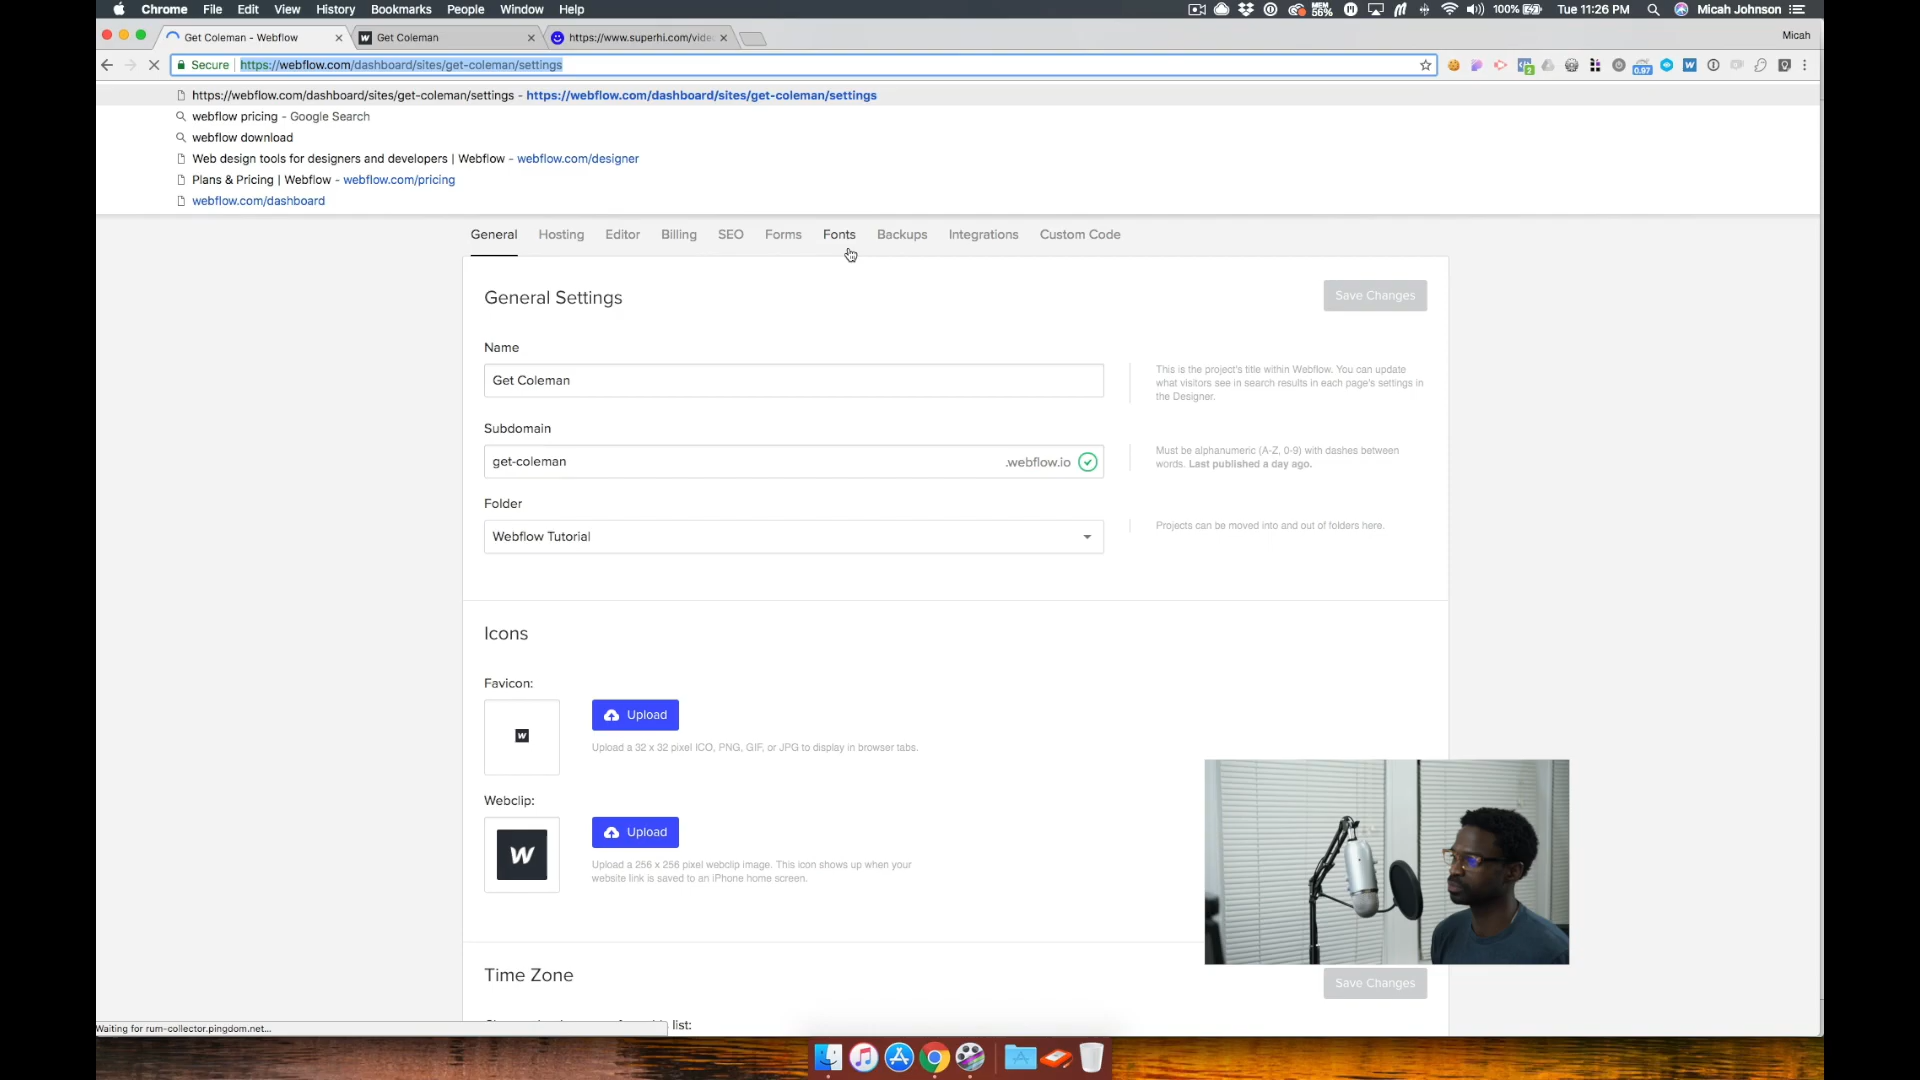 Chrome File Edit View History Bookmarks People Window Help
MEM 56% 100% Tue 11:26 PM Micah Johnson
Get Coleman - Webflow Get Coleman https://www.superhi.com/vide Micah
Secure https://webflow.com/dashboard/sites/get-coleman/settings
https://webflow.com/dashboard/sites/get-coleman/settings - https://webflow.com/dashboard/sites/get-coleman/settings
webflow pricing - Google Search
webflow download
Web design tools for designers and developers | Webflow - webflow.com/designer
Plans & Pricing | Webflow - webflow.com/pricing
webflow.com/dashboard
General Hosting Editor Billing SEO Forms Fonts Backups Integrations Custom Code
General Settings Save Changes
Name
Get Coleman
This is the project's title within Webflow. You can update
what visitors see in search results in each page's settings in
the Designer.
Subdomain
get-coleman .webflow.io
Must be alphanumeric (A-Z, 0-9) with dashes between
words. Last published a day ago.
Folder
Webflow Tutorial
Projects can be moved into and out of folders here.
Icons
Favicon:
W
Upload
Upload a 32 x 32 pixel ICO, PNG, GIF, or JPG to display in browser tabs.
Webclip:
W
Upload
Upload a 256 x 256 pixel webclip image. This icon shows up when your
website link is saved to an iPhone home screen.
Time Zone Save Changes
list:
Waiting for rum-collector.pingdom.net...